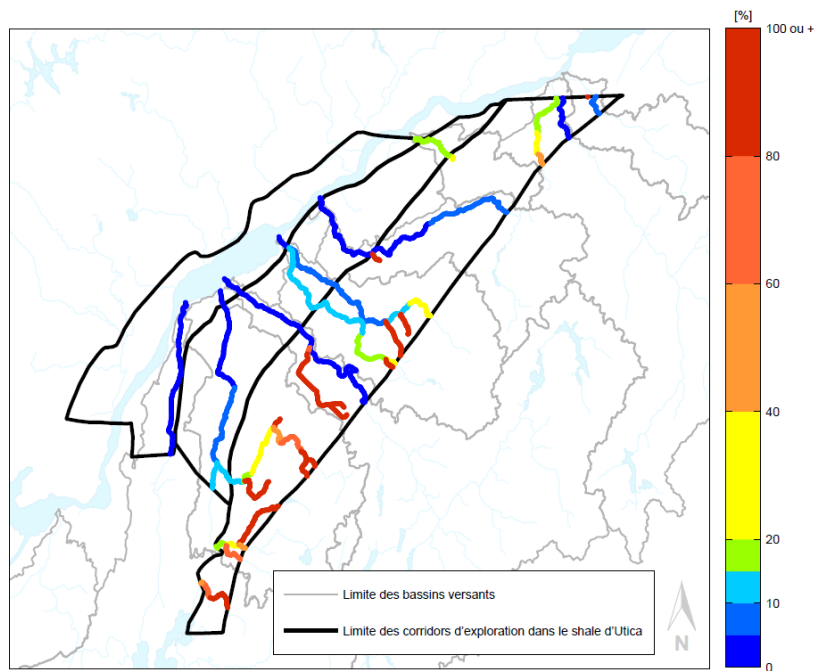 [%]
100 ou +
80
60
40
20
10
0
Limite des bassins versants
Limite des corridors d'exploration dans le shale d'Utica
N